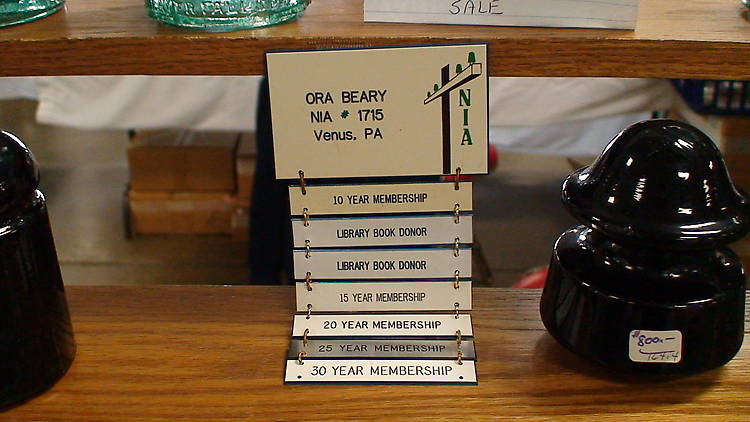 SALE
ORA BEARY
NIA # 1715
Venus, PA
NIA
10 YEAR MEMBERSHIP
LIBRARY BOOK DONOR
LIBRARY BOOK DONOR
15 YEAR MEMBERSHIP
20 YEAR MEMBERSHIP
25 YEAR MEMBERSHIP
30 YEAR MEMBERSHIP
$800.-